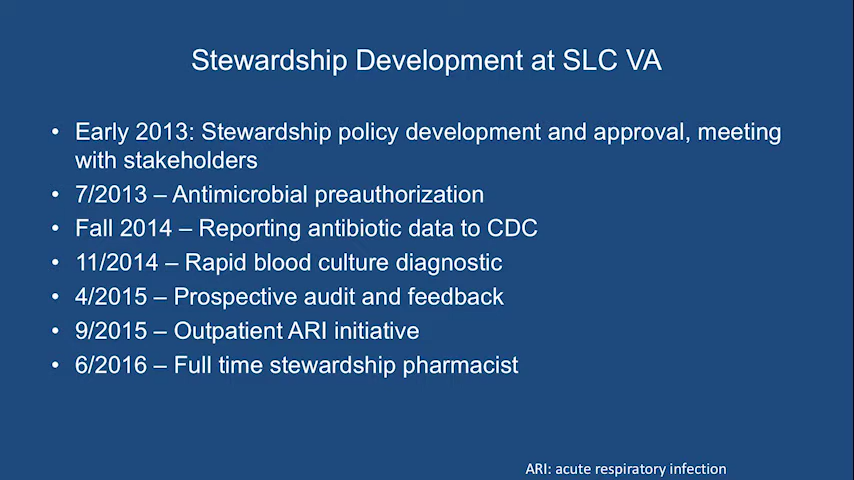 Stewardship Development at SLC VA
• Early 2013: Stewardship policy development and approval, meeting
with stakeholders
• 7/2013 – Antimicrobial preauthorization
• Fall 2014 – Reporting antibiotic data to CDC
• 11/2014 – Rapid blood culture diagnostic
• 4/2015 – Prospective audit and feedback
• 9/2015 – Outpatient ARI initiative
• 6/2016 – Full time stewardship pharmacist
ARI: acute respiratory infection